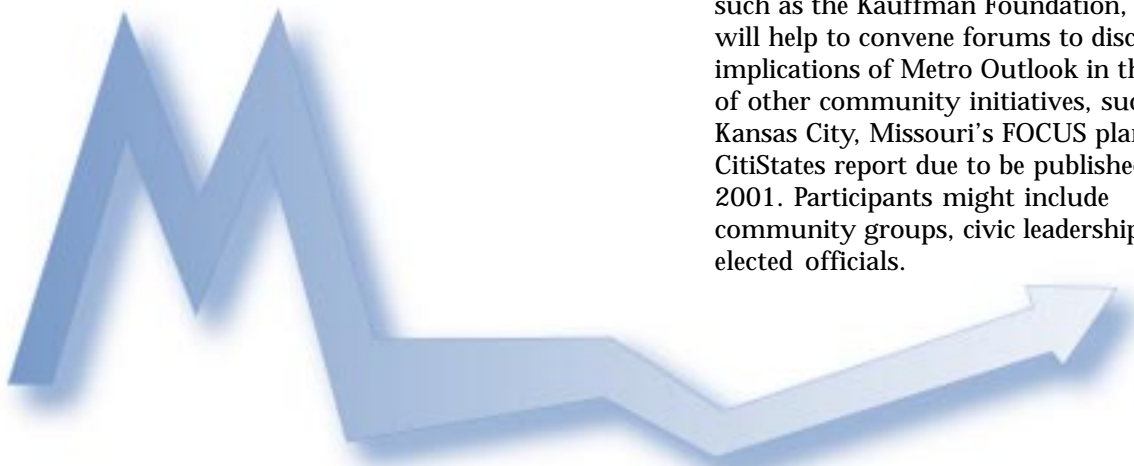 such as the Kauffman Foundation,
will help to convene forums to disc
implications of Metro Outlook in th
of other community initiatives, suc
Kansas City, Missouri's FOCUS plan
CitiStates report due to be publishe
2001. Participants might include
community groups, civic leadership
elected officials.